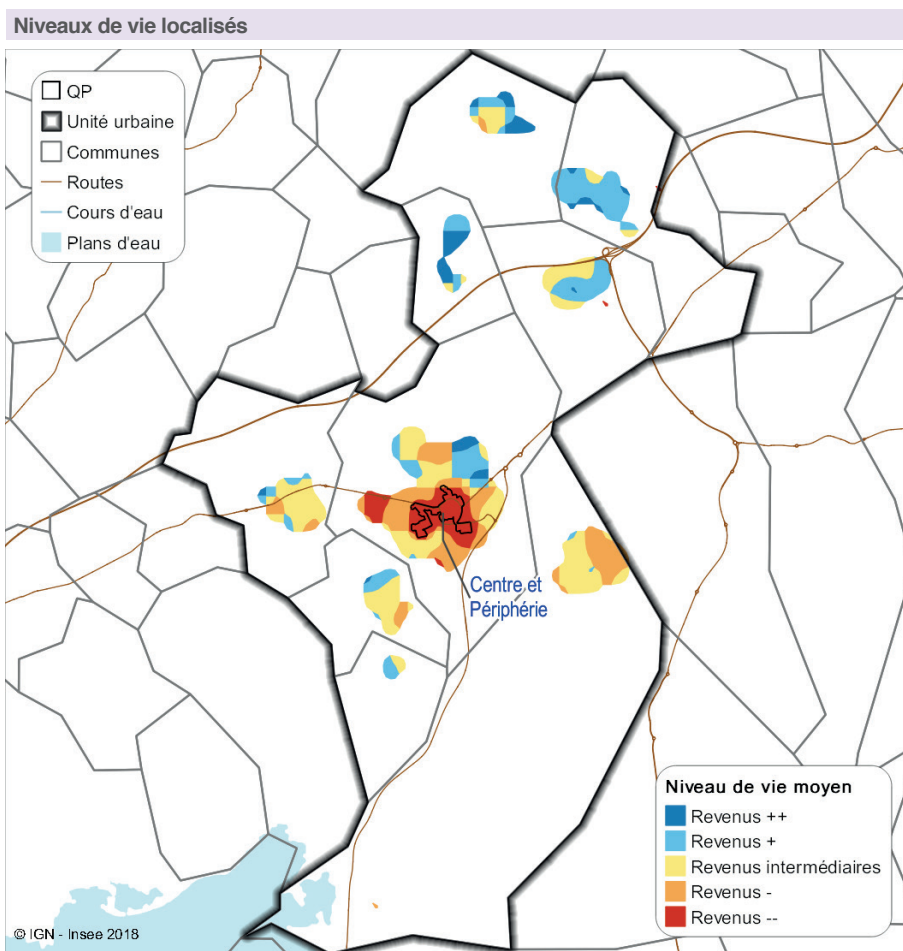 Niveaux de vie localisés
QP
Unité urbaine
Communes
Routes
Cours d'eau
Plans d'eau
Centre et
Périphérie
Niveau de vie moyen
Revenus ++
Revenus +
Revenus intermédiaires
Revenus -
Revenus --
© IGN - Insee 2018